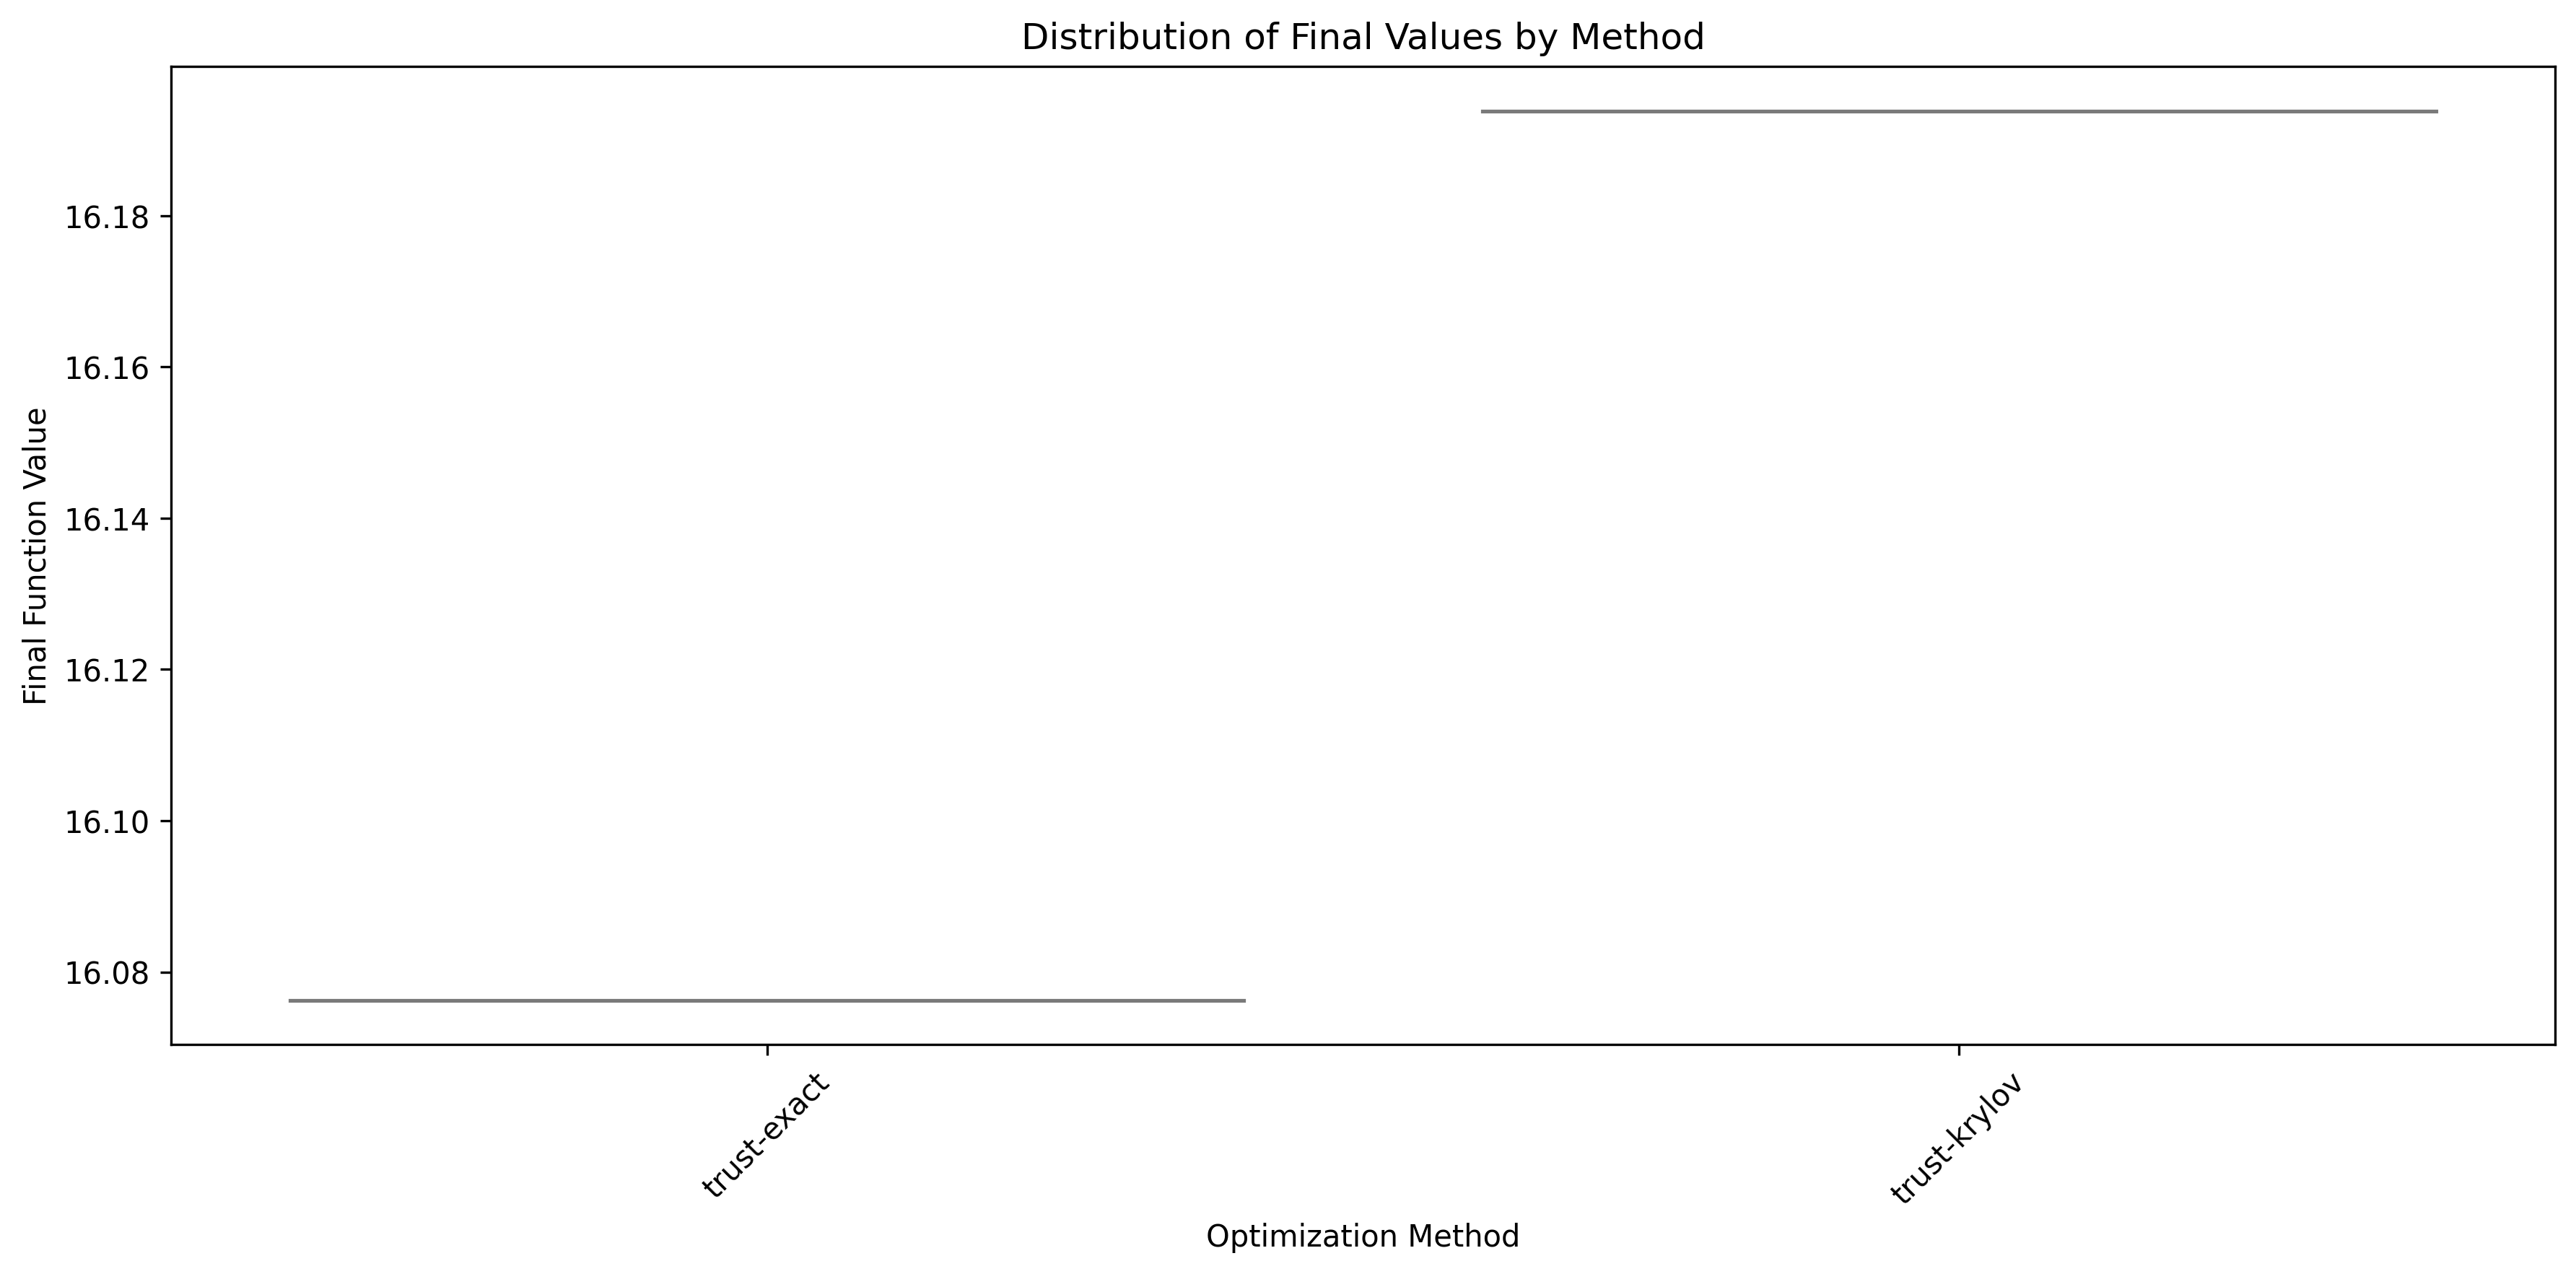 Distribution of Final Values by Method
Final Function Value
16.18
16.16
16.14
16.12
16.10
16.08
trust-exact
trust-krylov
Optimization Method